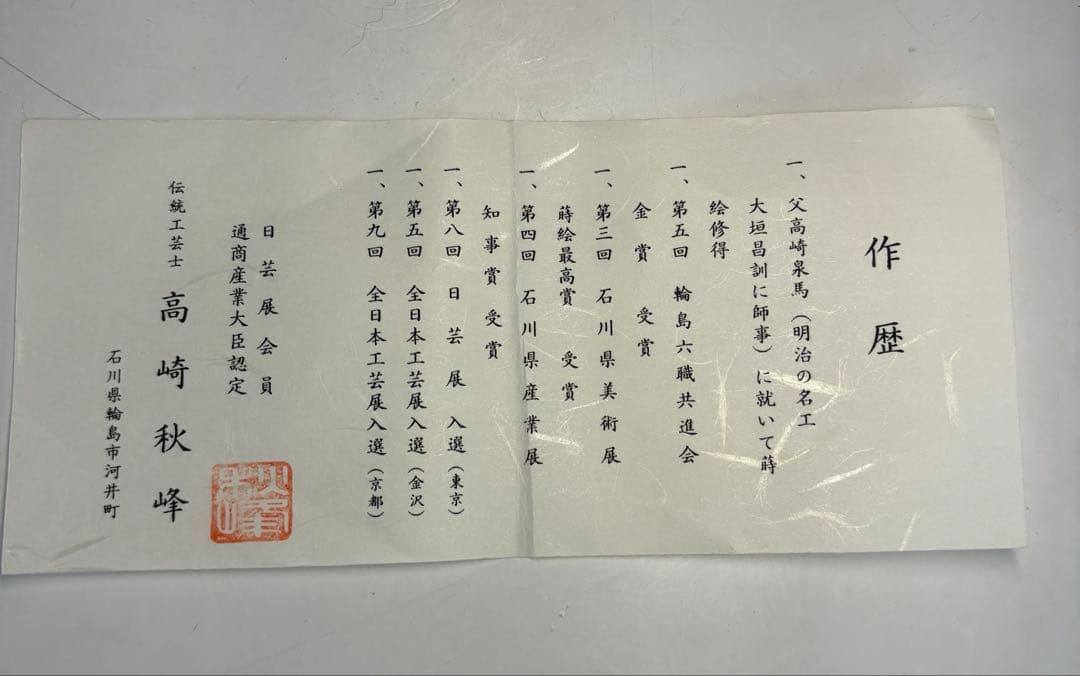 作歴
一、父高崎泉馬（明治の名工
大垣昌訓に師事）に就いて蒔
絵修得
一、第五回 輪島六職共進会
金賞 受賞
一、第三回 石川県美術展
蒔絵最高賞 受賞
一、第四回 石川県産業展
知事賞 受賞
一、第八回 日芸展 入選（東京）
一、第五回 全日本工芸展入選（金沢）
一、第九回 全日本工芸展入選（京都）
日芸展会員
通商産業大臣認定
伝統工芸士 高崎秋峰
石川県輪島市河井町